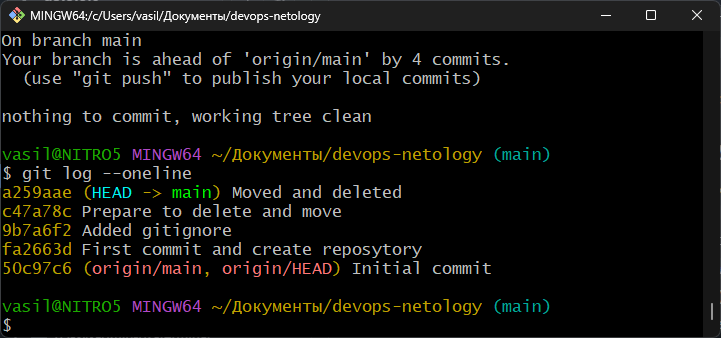 MINGW64:/c/Users/vasil/Документы/devops-netology
On branch main
Your branch is ahead of 'origin/main' by 4 commits.
  (use "git push" to publish your local commits)
nothing to commit, working tree clean
vasil@NITRO5 MINGW64 ~/Документы/devops-netology (main)
$ git log --oneline
a259aae (HEAD -> main) Moved and deleted
c47a78c Prepare to delete and move
9b7a6f2 Added gitignore
fa2663d First commit and create reposytory
50c97c6 (origin/main, origin/HEAD) Initial commit
vasil@NITRO5 MINGW64 ~/Документы/devops-netology (main)
$